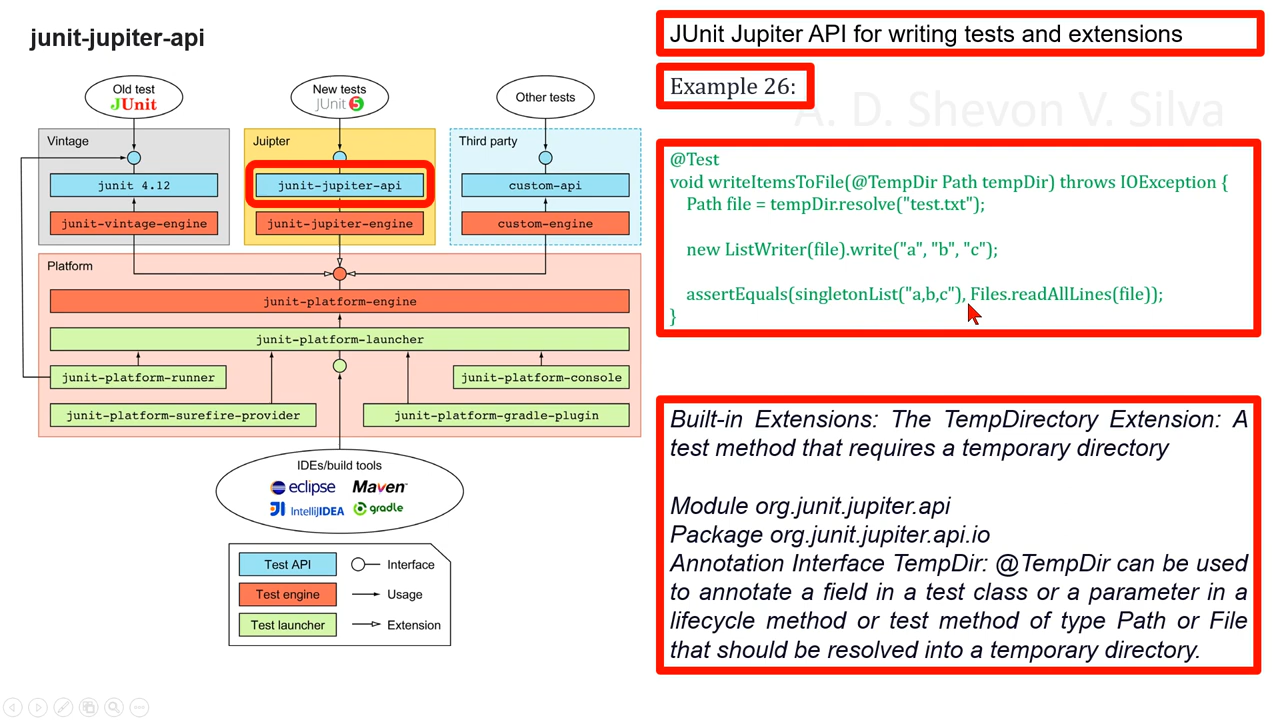 junit-jupiter-api
Old test
JUnit
New tests
JUnit 5
Other tests
Vintage
Juipter
Third party
junit 4.12
junit-jupiter-api
custom-api
junit-vintage-engine
junit-jupiter-engine
custom-engine
Platform
junit-platform-engine
junit-platform-launcher
junit-platform-runner
junit-platform-console
junit-platform-surefire-provider
junit-platform-gradle-plugin
IDEs/build tools
eclipse
Maven™
IJ IntelliJIDEA
gradle
Test API
Interface
Test engine
Usage
Test launcher
Extension
JUnit Jupiter API for writing tests and extensions
Example 26:
A. D. Shevon V. Silva
@Test
void writeItemsToFile(@TempDir Path tempDir) throws IOException {
Path file = tempDir.resolve("test.txt");
new ListWriter(file).write("a", "b", "c");
assertEquals(singletonList("a,b,c"), Files.readAllLines(file));
}
Built-in Extensions: The TempDirectory Extension: A
test method that requires a temporary directory
Module org.junit.jupiter.api
Package org.junit.jupiter.api.io
Annotation Interface TempDir: @TempDir can be used
to annotate a field in a test class or a parameter in a
lifecycle method or test method of type Path or File
that should be resolved into a temporary directory.